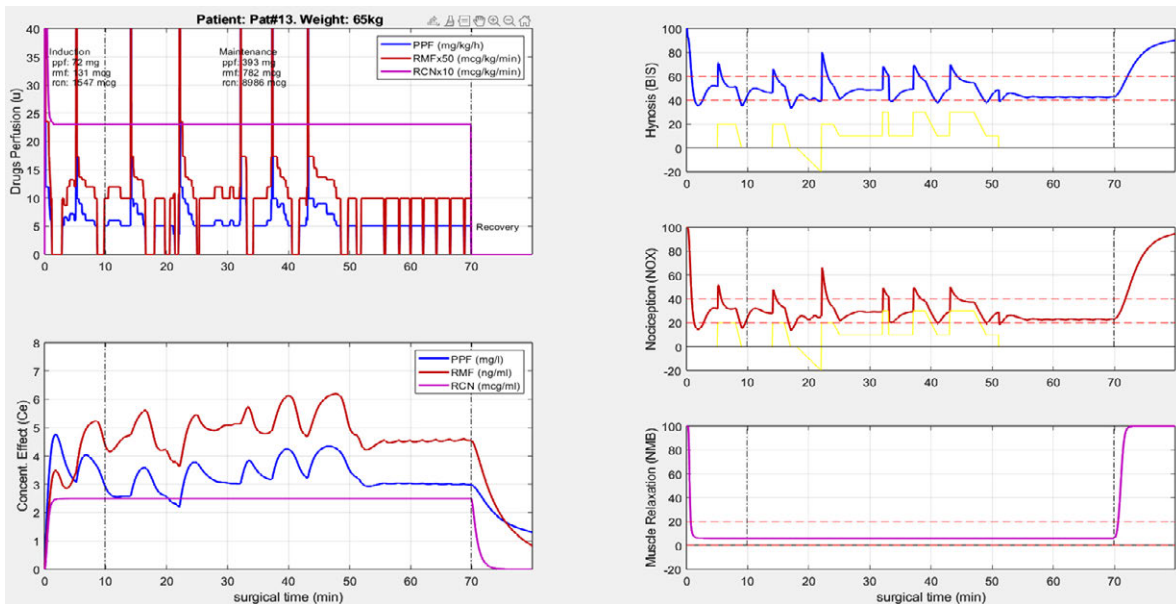 Patient: Pat#13. Weight: 65kg
Drugs Perfusion (u)
40
35
30
25
20
15
10
5
0
Induction
ppf: 72 mg
rmf: 131 mcg
rcn: 1547 mcg
Maintenance
ppf: 393 mg
rmf: 782 mcg
rcn: 8986 mcg
PPF (mg/kg/h)
RMFx50 (mcg/kg/min)
RCNx10 (mcg/kg/min)
Recovery
0 10 20 30 40 50 60 70
Concent. Effect (Ce)
8
7
6
5
4
3
2
1
0
PPF (mg/l)
RMF (ng/ml)
RCN (mcg/ml)
0 10 20 30 40 50 60 70
surgical time (min)
Hynosis (BIS)
100
80
60
40
20
0
-20
0 10 20 30 40 50 60 70 80
Nociception (NOX)
100
80
60
40
20
0
-20
0 10 20 30 40 50 60 70 80
Muscle Relaxation (NMB)
100
80
60
40
20
0
-20
0 10 20 30 40 50 60 70 80
surgical time (min)